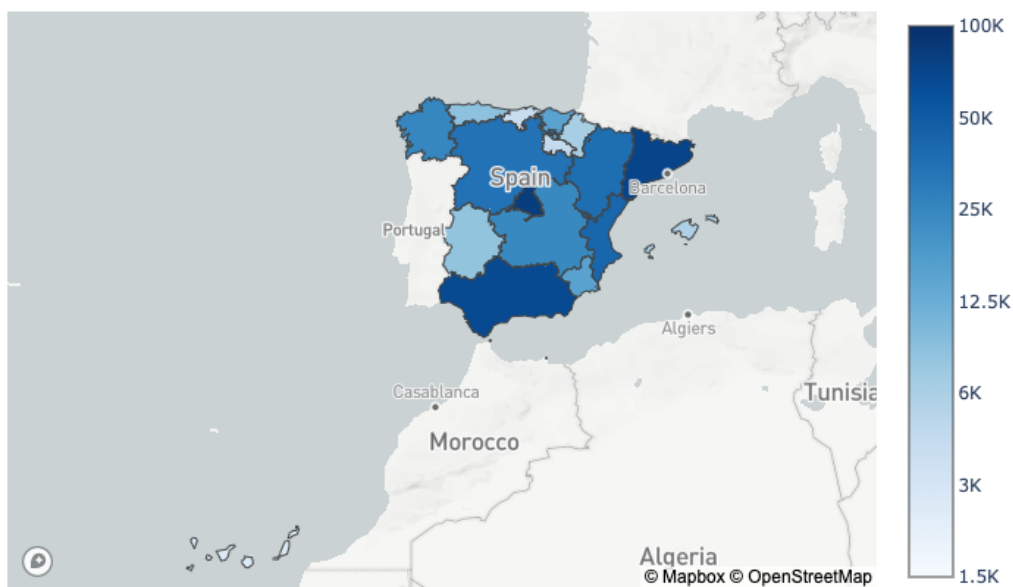 100K
50K
25K
12.5K
6K
3K
1.5K
Spain
Barcelona
Portugal
Algiers
Casablanca
Tunisia
Morocco
Algeria
© Mapbox © OpenStreetMap